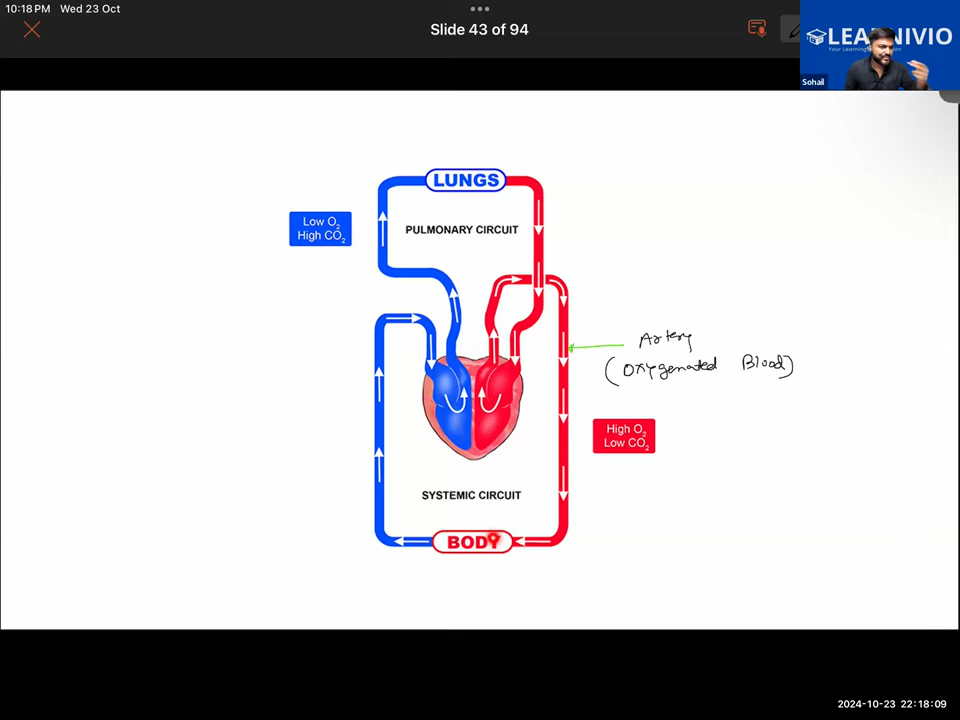 10:18 PM Wed 23 Oct
Slide 43 of 94
LEARNIVIO
Sohail
LUNGS
Low O₂
High CO₂
PULMONARY CIRCUIT
Artery
(Oxygenated Blood)
High O₂
Low CO₂
SYSTEMIC CIRCUIT
BODY
2024-10-23 22:18:09